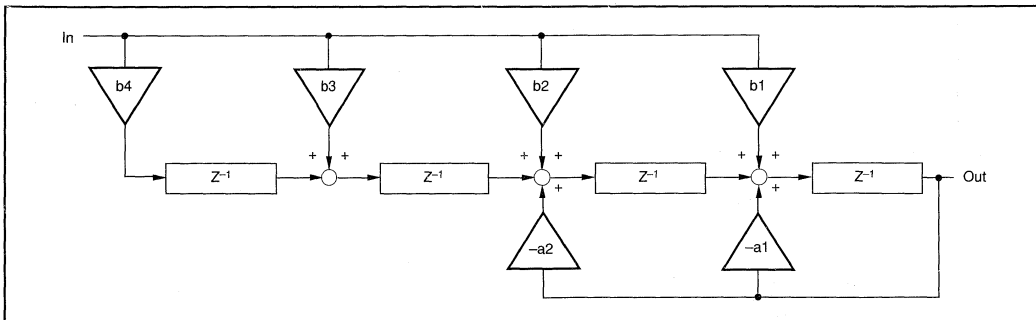 In
b4 b3 b2 b1
+ + + + + +
Z⁻¹ Z⁻¹ Z⁻¹ Z⁻¹ Out
+ +
–a2 –a1